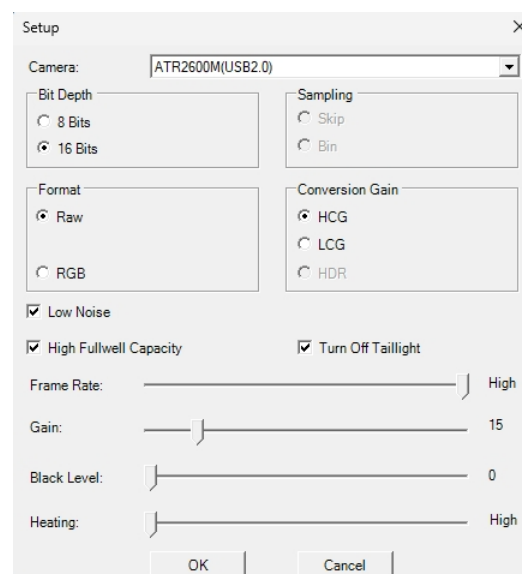 Setup
Camera: ATR2600M(USB2.0)
Bit Depth
8 Bits
16 Bits
Sampling
Skip
Bin
Format
Raw
RGB
Conversion Gain
HCG
LCG
HDR
Low Noise
High Fullwell Capacity
Turn Off Taillight
Frame Rate: High
Gain: 15
Black Level: 0
Heating: High
OK Cancel